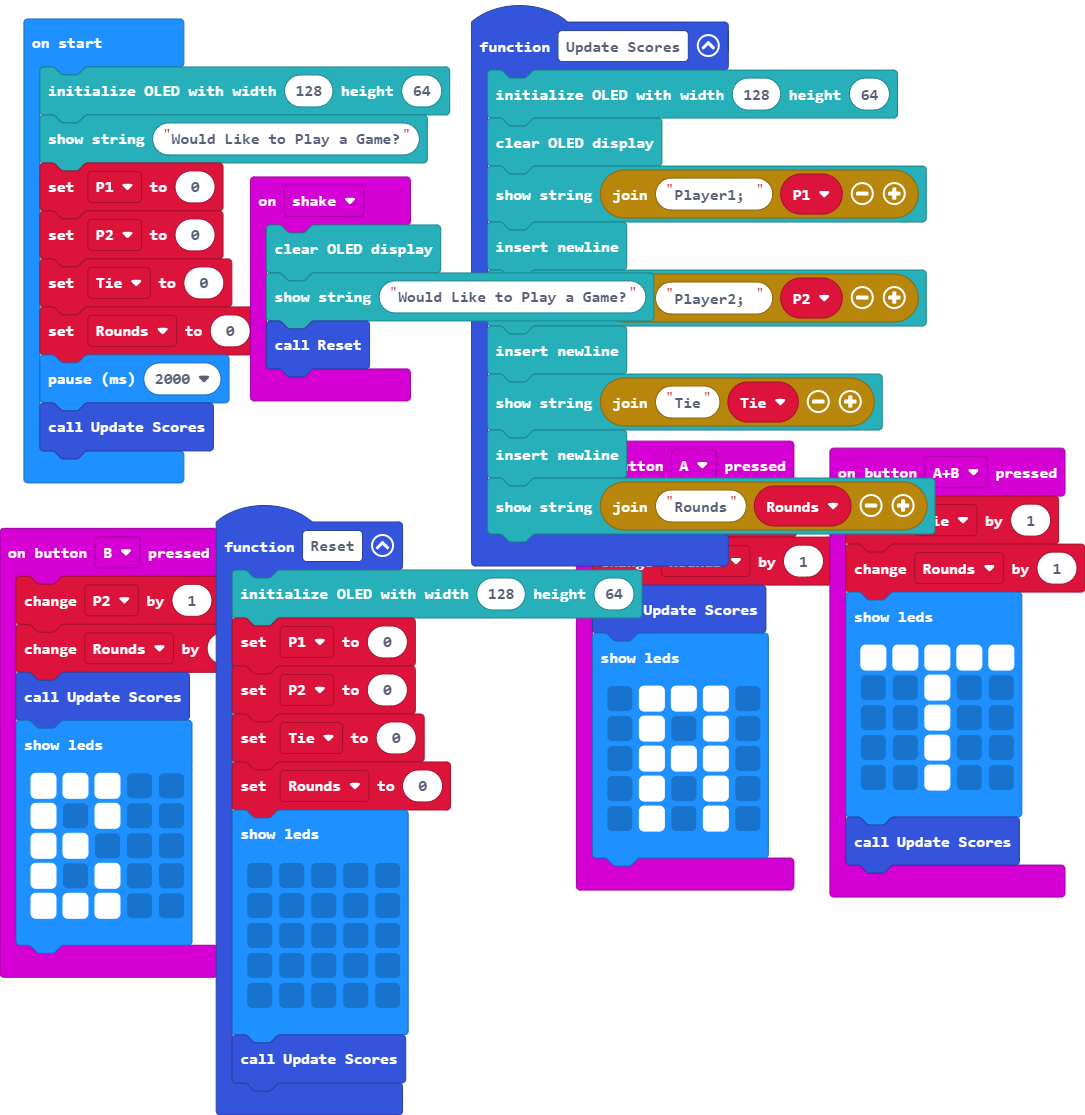 on start
initialize OLED with width 128 height 64
show string "Would Like to Play a Game?"
set P1 to 0
set P2 to 0
set Tie to 0
set Rounds to 0
pause (ms) 2000
call Update Scores
on shake
clear OLED display
show string "Would Like to Play a Game?"
call Reset
function Update Scores
initialize OLED with width 128 height 64
clear OLED display
show string join "Player1; " P1
insert newline
"Player2; " P2
insert newline
show string join "Tie" Tie
insert newline
show string join "Rounds" Rounds
on button B pressed
change P2 by 1
change Rounds by
call Update Scores
show leds
function Reset
initialize OLED with width 128 height 64
set P1 to 0
set P2 to 0
set Tie to 0
set Rounds to 0
show leds
call Update Scores
A pressed
by 1
Update Scores
show leds
on button A+B pressed
by 1
change Rounds by 1
show leds
call Update Scores